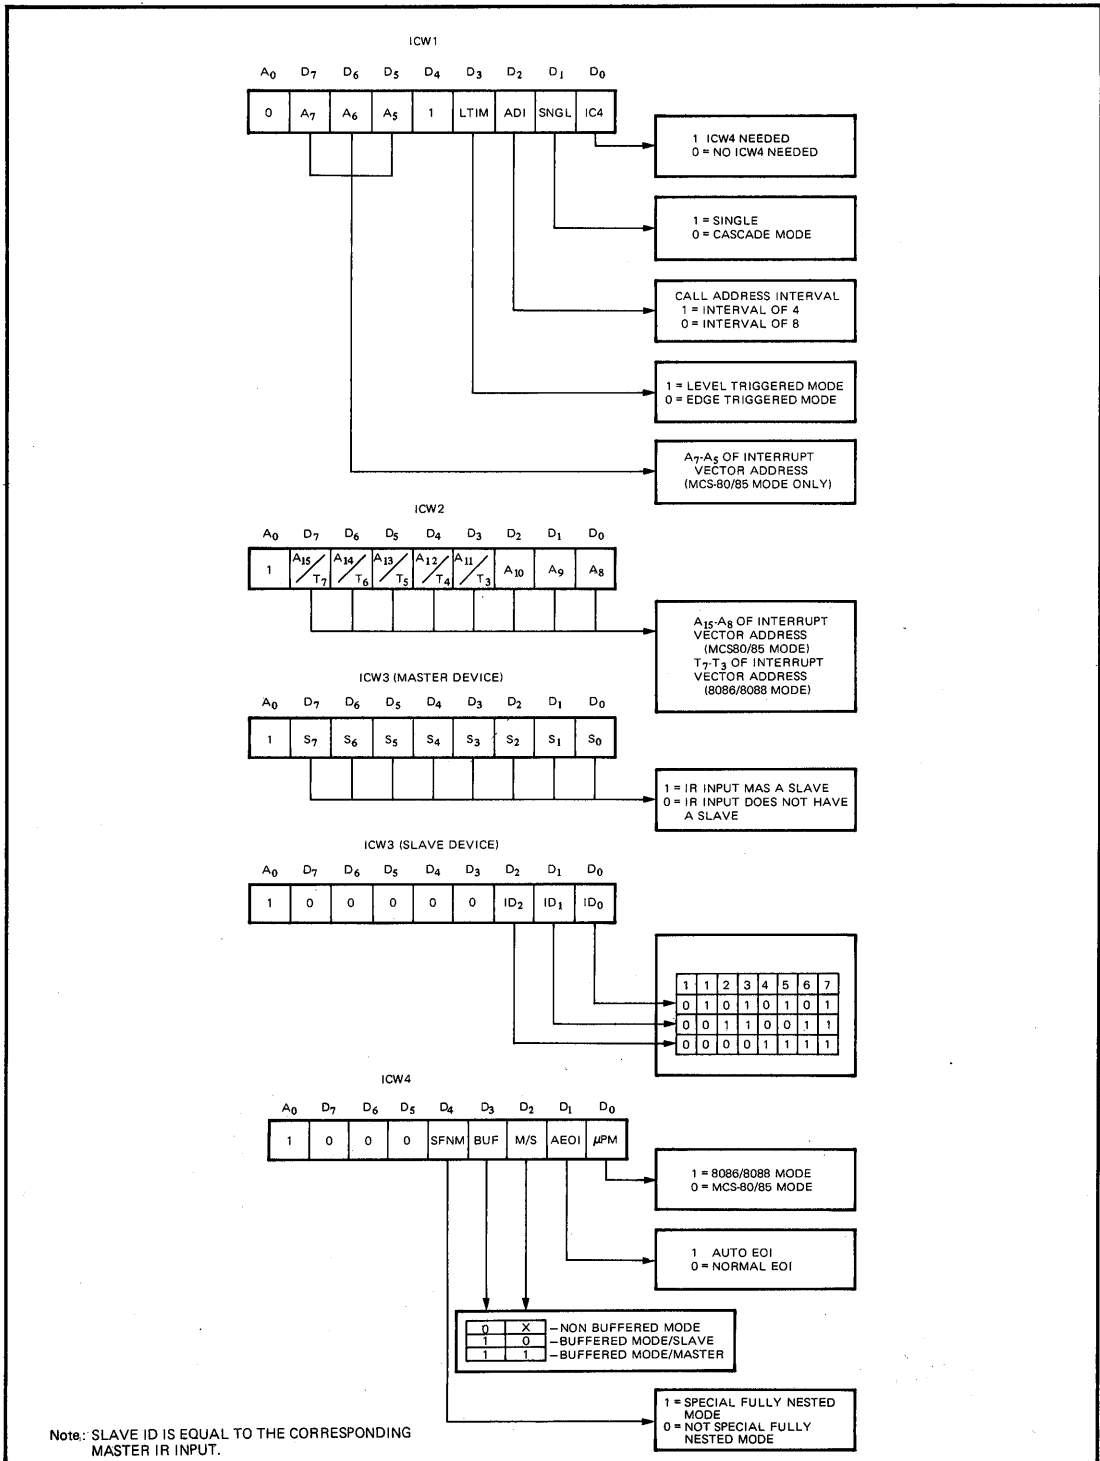 ICW1
A0 D7 D6 D5 D4 D3 D2 D1 D0
0 A7 A6 A5 1 LTIM ADI SNGL IC4
1 ICW4 NEEDED
0 = NO ICW4 NEEDED
1 = SINGLE
0 = CASCADE MODE
CALL ADDRESS INTERVAL
1 = INTERVAL OF 4
0 = INTERVAL OF 8
1 = LEVEL TRIGGERED MODE
0 = EDGE TRIGGERED MODE
A7-A5 OF INTERRUPT
VECTOR ADDRESS
(MCS-80/85 MODE ONLY)
ICW2
A0 D7 D6 D5 D4 D3 D2 D1 D0
1 A15/T7 A14/T6 A13/T5 A12/T4 A11/T3 A10 A9 A8
A15-A8 OF INTERRUPT
VECTOR ADDRESS
(MCS80/85 MODE)
T7-T3 OF INTERRUPT
VECTOR ADDRESS
(8086/8088 MODE)
ICW3 (MASTER DEVICE)
A0 D7 D6 D5 D4 D3 D2 D1 D0
1 S7 S6 S5 S4 S3 S2 S1 S0
1 = IR INPUT MAS A SLAVE
0 = IR INPUT DOES NOT HAVE
A SLAVE
ICW3 (SLAVE DEVICE)
A0 D7 D6 D5 D4 D3 D2 D1 D0
1 0 0 0 0 0 ID2 ID1 ID0
1 1 2 3 4 5 6 7
0 1 0 1 0 1 0 1
0 0 1 1 0 0 1 1
0 0 0 0 1 1 1 1
ICW4
A0 D7 D6 D5 D4 D3 D2 D1 D0
1 0 0 0 SFNM BUF M/S AEOI μPM
1 = 8086/8088 MODE
0 = MCS-80/85 MODE
1 AUTO EOI
0 = NORMAL EOI
0 X – NON BUFFERED MODE
1 0 – BUFFERED MODE/SLAVE
1 1 – BUFFERED MODE/MASTER
1 = SPECIAL FULLY NESTED
MODE
0 = NOT SPECIAL FULLY
NESTED MODE
Note: SLAVE ID IS EQUAL TO THE CORRESPONDING
MASTER IR INPUT.